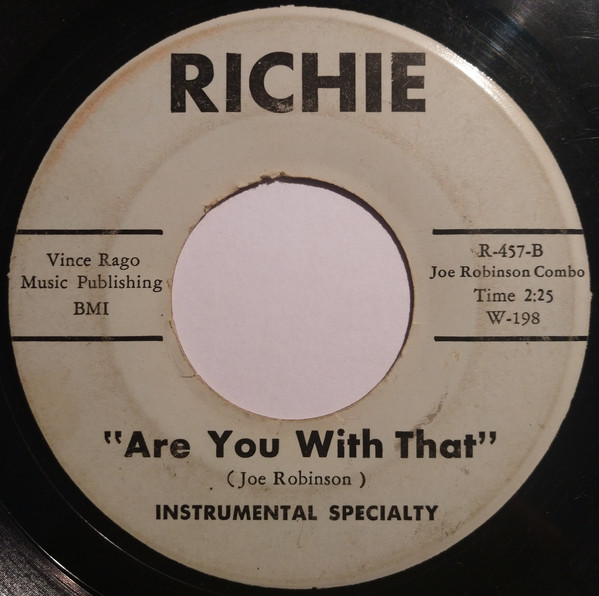 RICHIE
Vince Rago
Music Publishing
BMI
R-457-B
Joe Robinson Combo
Time 2:25
W-198
"Are You With That"
( Joe Robinson )
INSTRUMENTAL SPECIALTY